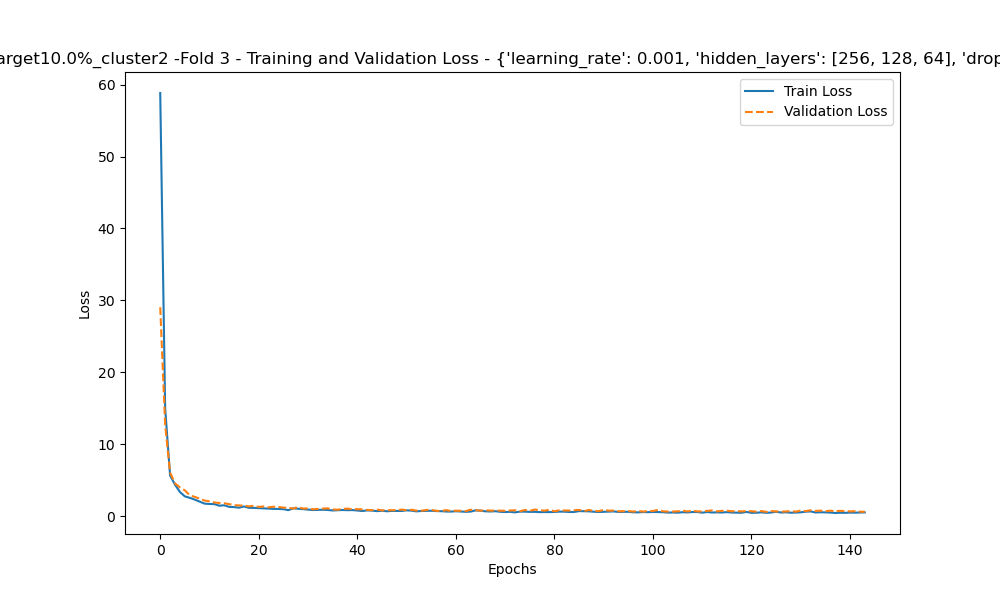 arget10.0%_cluster2 -Fold 3 - Training and Validation Loss - {'learning_rate': 0.001, 'hidden_layers': [256, 128, 64], 'drop
Train Loss
Validation Loss
60
50
40
30
20
10
0
Loss
0 20 40 60 80 100 120 140
Epochs